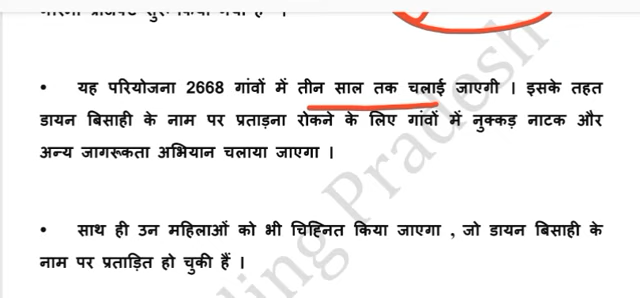 • यह परियोजना 2668 गांवों में तीन साल तक चलाई जाएगी । इसके तहत
डायन बिसाही के नाम पर प्रताड़ना रोकने के लिए गांवों में नुक्कड़ नाटक और
अन्य जागरूकता अभियान चलाया जाएगा ।
• साथ ही उन महिलाओं को भी चिह्नित किया जाएगा , जो डायन बिसाही के
नाम पर प्रताड़ित हो चुकी हैं ।
Pradesh